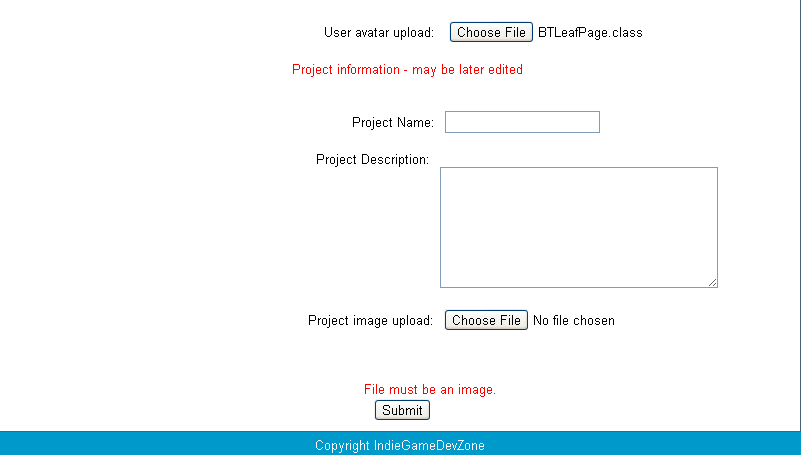 User avatar upload: Choose File BTLeafPage.class
Project information - may be later edited
Project Name:
Project Description:
Project image upload: Choose File No file chosen
File must be an image.
Submit
Copyright IndieGameDevZone